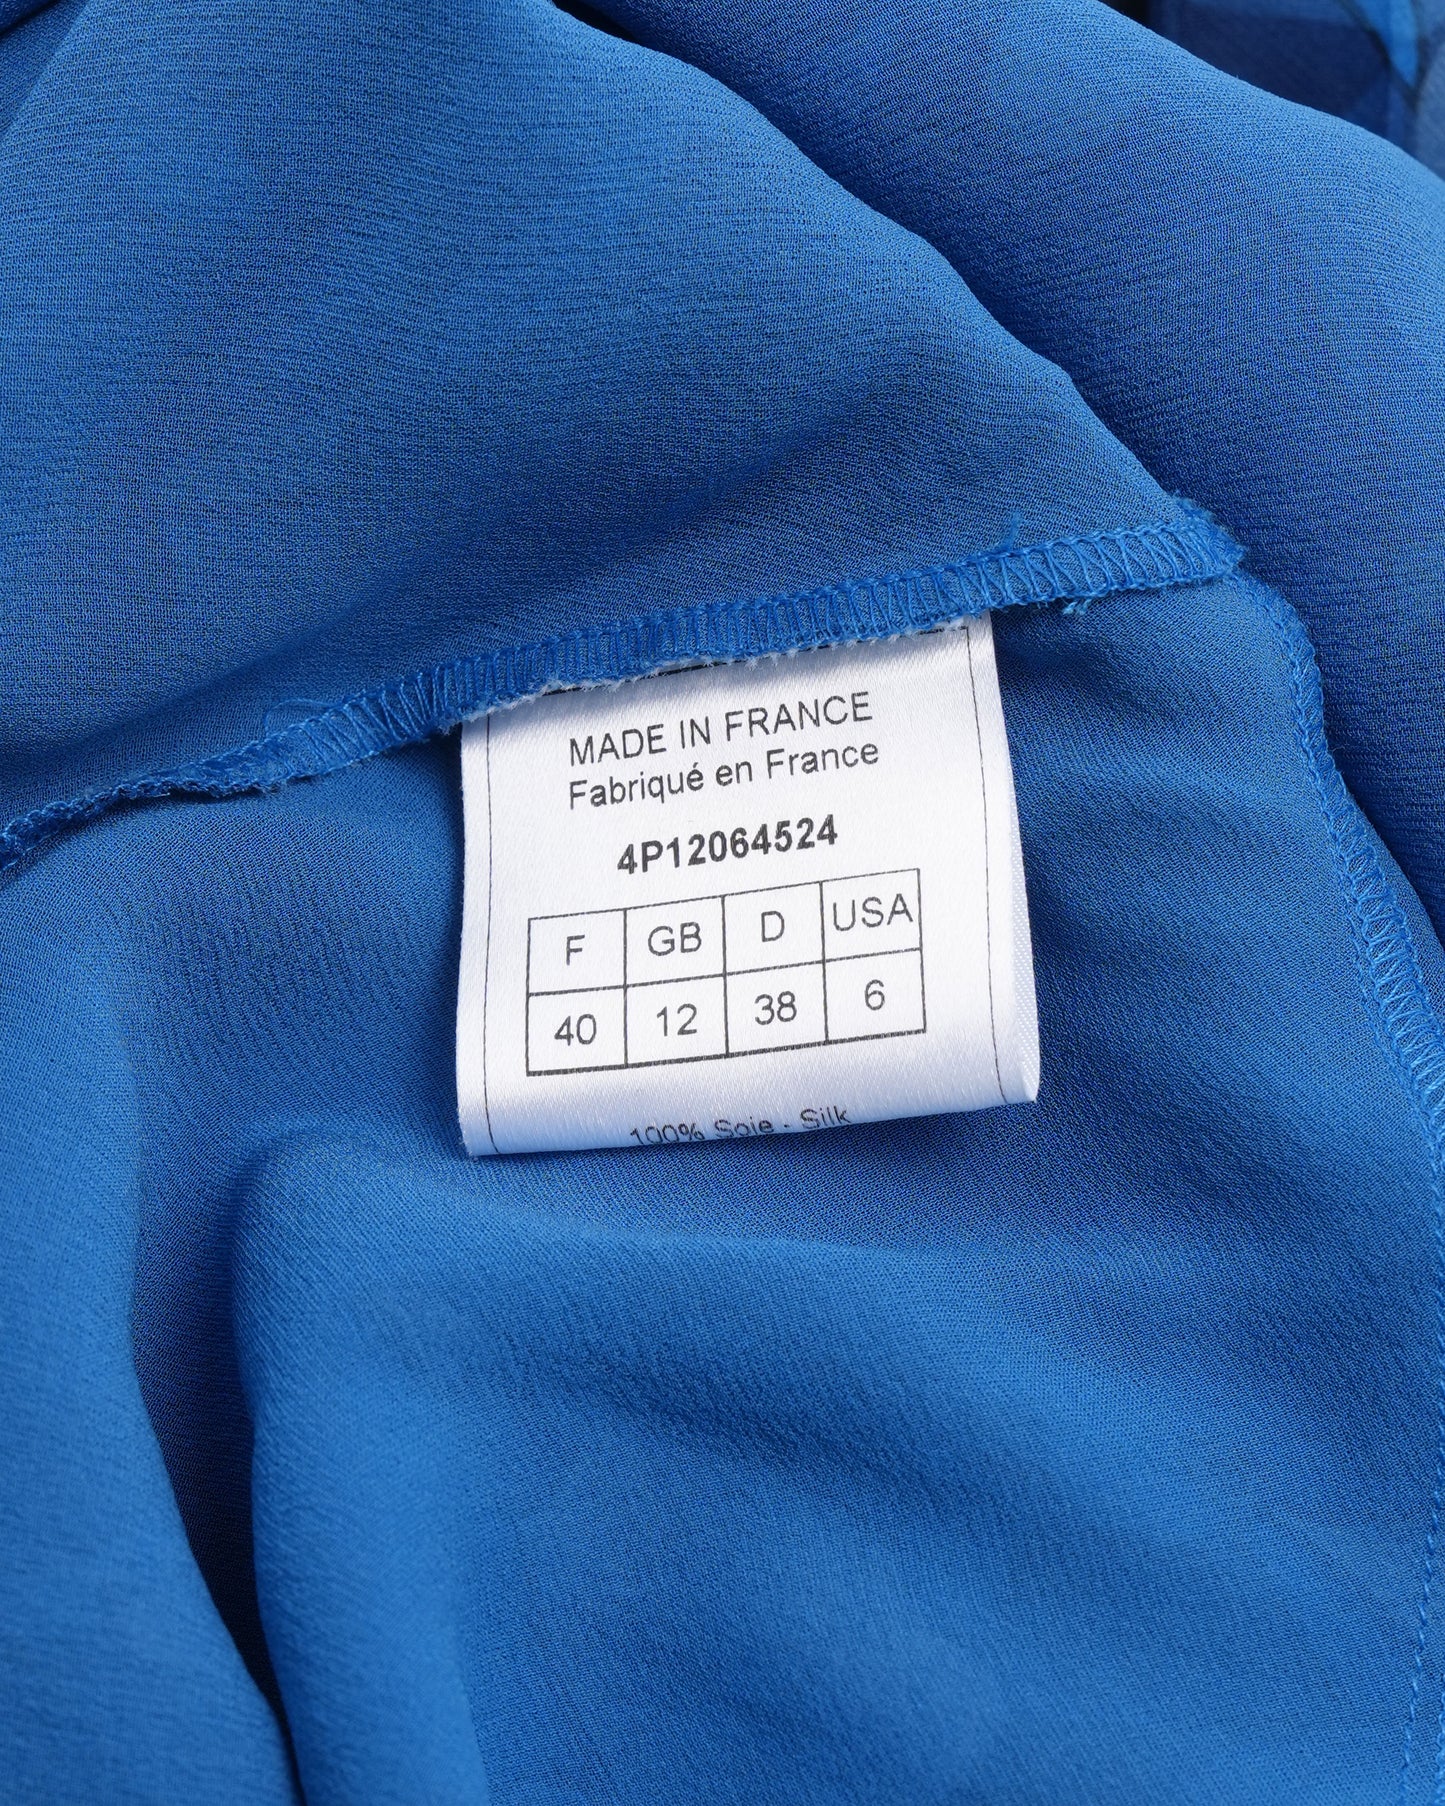 MADE IN FRANCE
Fabriqué en France
4P12064524
F GB D USA
40 12 38 6
100% Soie - Silk